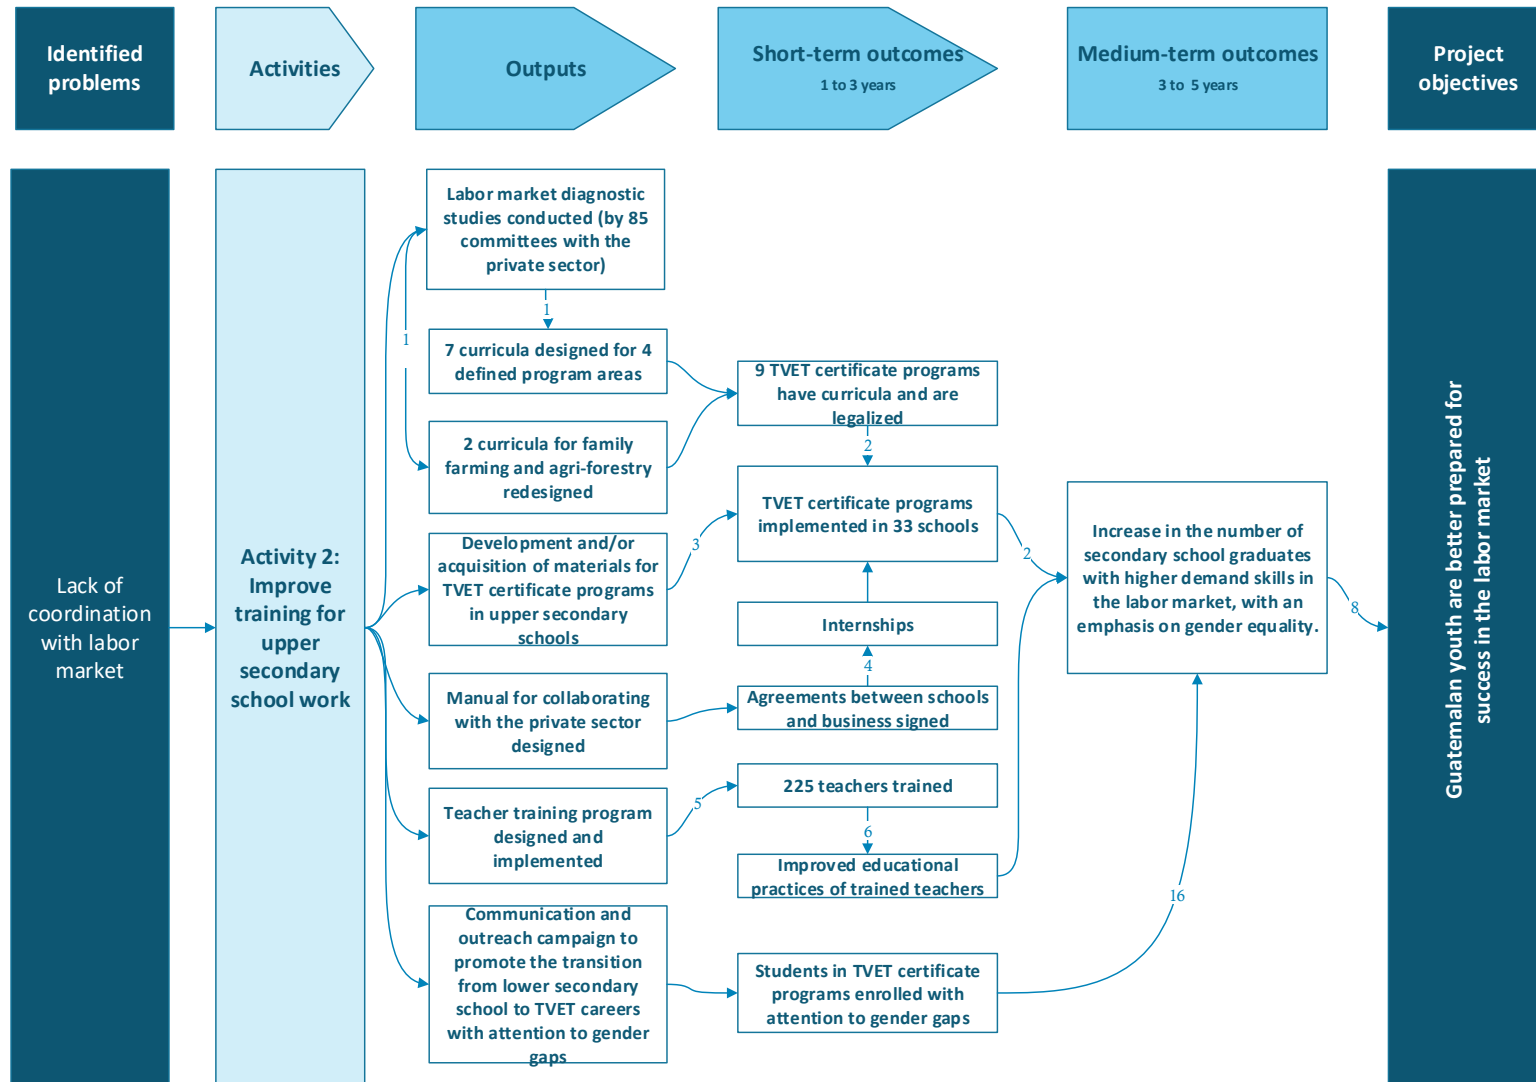 Identified
problems
Activities
Outputs
Short-term outcomes
1 to 3 years
Medium-term outcomes
3 to 5 years
Project
objectives
Lack of
coordination
with labor
market
Activity 2:
Improve
training for
upper
secondary
school work
Labor market diagnostic
studies conducted (by 85
committees with the
private sector)
1
1
7 curricula designed for 4
defined program areas
2 curricula for family
farming and agri-forestry
redesigned
Development and/or
acquisition of materials for
TVET certificate programs
in upper secondary
schools
3
Manual for collaborating
with the private sector
designed
Teacher training program
designed and
implemented
5
Communication and
outreach campaign to
promote the transition
from lower secondary
school to TVET careers
with attention to gender
gaps
9 TVET certificate programs
have curricula and are
legalized
2
TVET certificate programs
implemented in 33 schools
2
Internships
4
Agreements between schools
and business signed
225 teachers trained
6
Improved educational
practices of trained teachers
Students in TVET certificate
programs enrolled with
attention to gender gaps
16
Increase in the number of
secondary school graduates
with higher demand skills in
the labor market, with an
emphasis on gender equality.
8
Guatemalan youth are better prepared for
success in the labor market